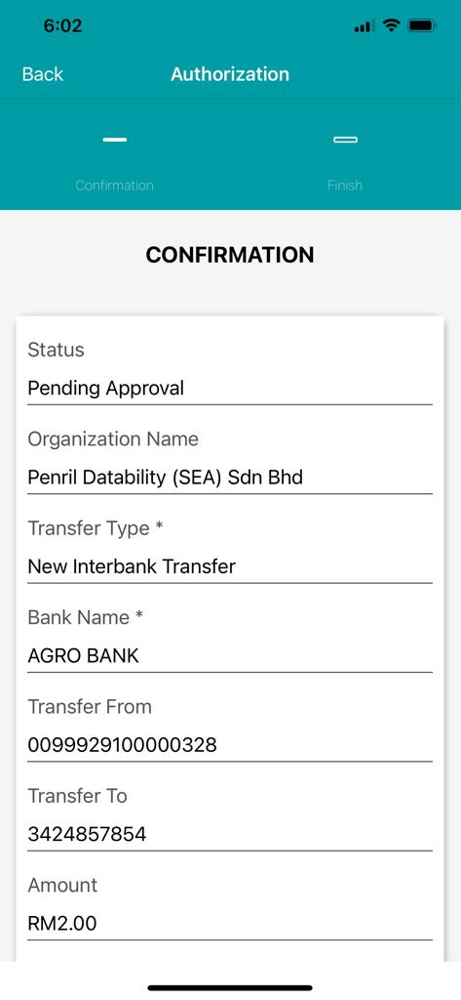 6:02
Back
Authorization
Confirmation
Finish
CONFIRMATION
Status
Pending Approval
Organization Name
Penril Datability (SEA) Sdn Bhd
Transfer Type *
New Interbank Transfer
Bank Name *
AGRO BANK
Transfer From
0099929100000328
Transfer To
3424857854
Amount
RM2.00